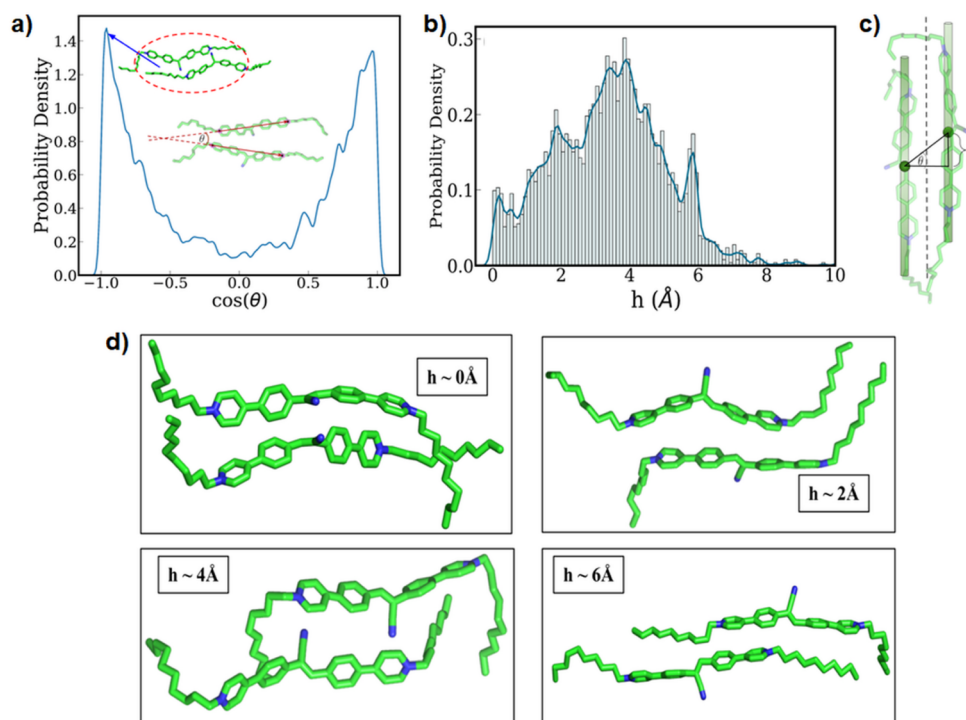 a)
Probability Density
1.4
1.2
1.0
0.8
0.6
0.4
0.2
0.0
−1.0 −0.5 0.0 0.5 1.0
cos(θ)
θ
b)
Probability Density
0.3
0.2
0.1
0.0
0 2 4 6 8 10
h (Å)
c)
θ
d)
h ~ 0Å
h ~ 2Å
h ~ 4Å
h ~ 6Å